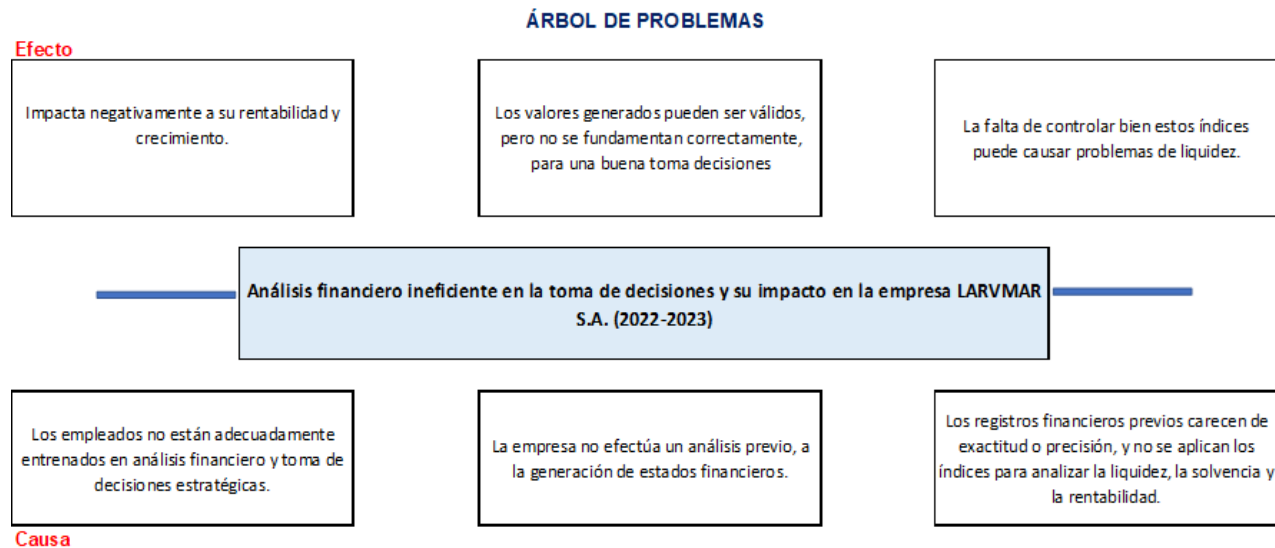 ÁRBOL DE PROBLEMAS
Efecto
Impacta negativamente a su rentabilidad y
crecimiento.
Los valores generados pueden ser válidos,
pero no se fundamentan correctamente,
para una buena toma decisiones
La falta de controlar bien estos índices
puede causar problemas de liquidez.
Análisis financiero ineficiente en la toma de decisiones y su impacto en la empresa LARVMAR
S.A. (2022-2023)
Los empleados no están adecuadamente
entrenados en análisis financiero y toma de
decisiones estratégicas.
La empresa no efectúa un análisis previo, a
la generación de estados financieros.
Los registros financieros previos carecen de
exactitud o precisión, y no se aplican los
índices para analizar la liquidez, la solvencia y
la rentabilidad.
Causa